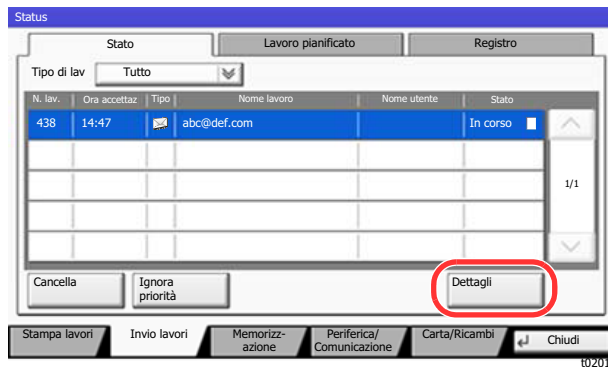 Status
Stato Lavoro pianificato Registro
Tipo di lav Tutto
N. lav. Ora accettaz Tipo Nome lavoro Nome utente Stato
438 14:47 abc@def.com In corso
1/1
Cancella Ignora priorità Dettagli
Stampa lavori Invio lavori Memorizz-azione Periferica/Comunicazione Carta/Ricambi Chiudi
t0201